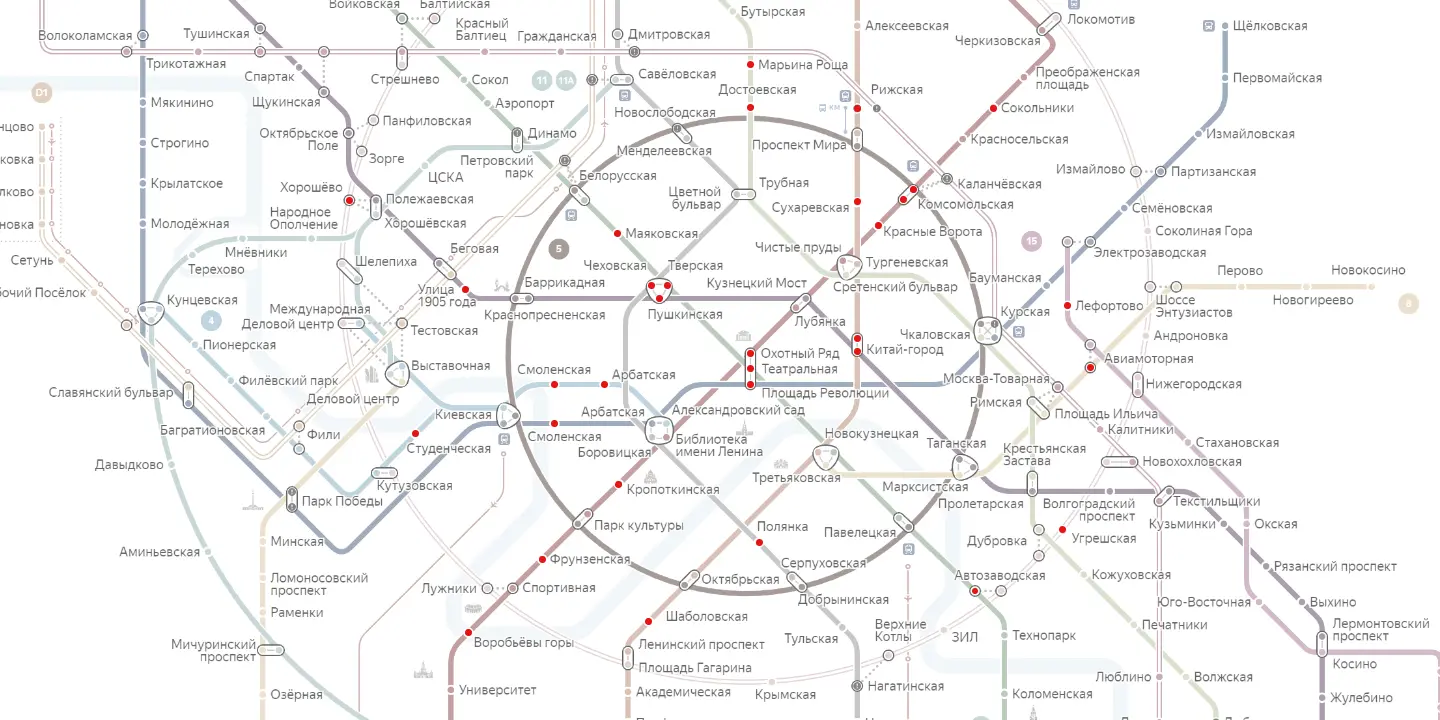 Войковская
Балтийская
Красный
Балтиец
Гражданская
Дмитровская
Бутырская
Алексеевская
Локомотив
Черкизовская
Щёлковская
Волоколамская
Тушинская
Трикотажная
Спартак
Щукинская
Стрешнево
Сокол
Аэропорт
11
11А
Савёловская
Марьина Роща
Достоевская
Рижская
КМ
Преображенская
площадь
Сокольники
Первомайская
D1
Мякинино
Панфиловская
Новослободская
Октябрьское
Поле
Динамо
Зорге
Петровский
парк
Менделеевская
Проспект Мира
Красносельская
Измайловская
Строгино
ЦСКА
Белорусская
Цветной
бульвар
Трубная
Каланчёвская
Комсомольская
Измайлово
Партизанская
Крылатское
Хорошёво
Полежаевская
Народное
Ополчение
Хорошёвская
Сухаревская
Красные Ворота
Семёновская
Молодёжная
Маяковская
Соколиная Гора
15
Сетунь
Мнёвники
Терехово
Беговая
5
Шелепиха
Чеховская
Тверская
Чистые пруды
Тургеневская
Сретенский бульвар
Бауманская
Электрозаводская
Перово
Новокосино
Новогиреево
8
Шоссе
Энтузиастов
Улица
1905 года
Баррикадная
Кузнецкий Мост
Кунцевская
Краснопресненская
Пушкинская
Лубянка
Курская
Лефортово
Международная
Деловой центр
Тестовская
4
Пионерская
Чкаловская
Китай-город
Андроновка
Охотный Ряд
Театральная
Площадь Революции
Авиамоторная
Выставочная
Деловой центр
Филёвский парк
Смоленская
Арбатская
Москва-Товарная
Нижегородская
Славянский бульвар
Римская
Площадь Ильича
Калитники
Киевская
Арбатская
Александровский сад
Смоленская
Библиотека
имени Ленина
Боровицкая
Новокузнецкая
Таганская
Багратионовская
Фили
Студенческая
Стахановская
Крестьянская
Застава
Новохохловская
Давыдково
Кутузовская
Третьяковская
Марксистская
Парк Победы
Кропоткинская
Пролетарская
Волгоградский
проспект
Текстильщики
Кузьминки
Окская
Парк культуры
Полянка
Павелецкая
Минская
Дубровка
Угрешская
Аминьевская
Фрунзенская
Серпуховская
Рязанский проспект
Ломоносовский
проспект
Лужники
Спортивная
Октябрьская
Добрынинская
Автозаводская
Кожуховская
Раменки
Шаболовская
Юго-Восточная
Выхино
Печатники
Верхние
Котлы
Лермонтовский
проспект
Мичуринский
проспект
Воробьёвы горы
Ленинский проспект
Тульская
ЗИЛ
Технопарк
Площадь Гагарина
Косино
Люблино
Волжская
Озёрная
Университет
Академическая
Крымская
Нагатинская
Коломенская
Жулебино